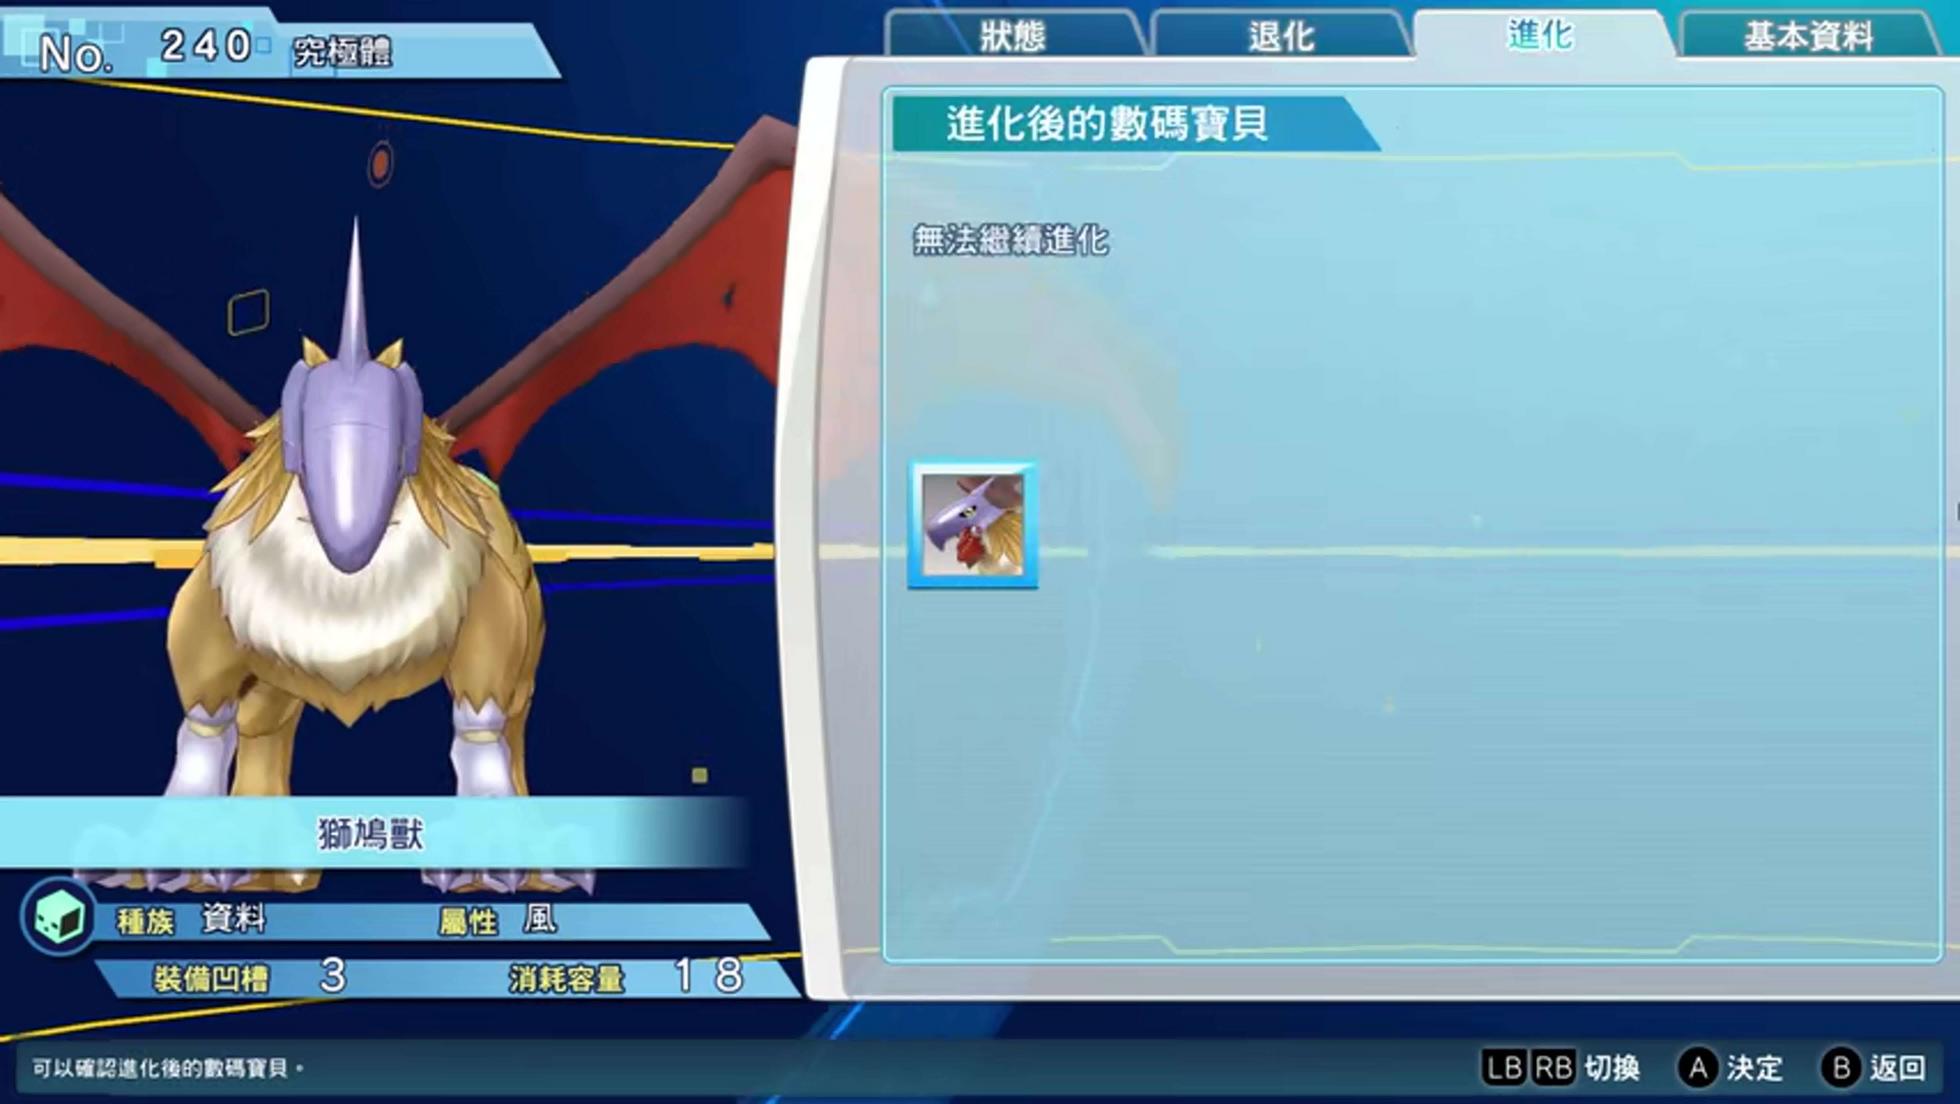 No. 240 究極體
狀態
退化
進化
基本資料
進化後的數碼寶貝
無法繼續進化
獅鳩獸
種族 資料
屬性 風
裝備凹槽 3
消耗容量 18
可以確認進化後的數碼寶貝。
LB RB 切換 A 決定 B 返回